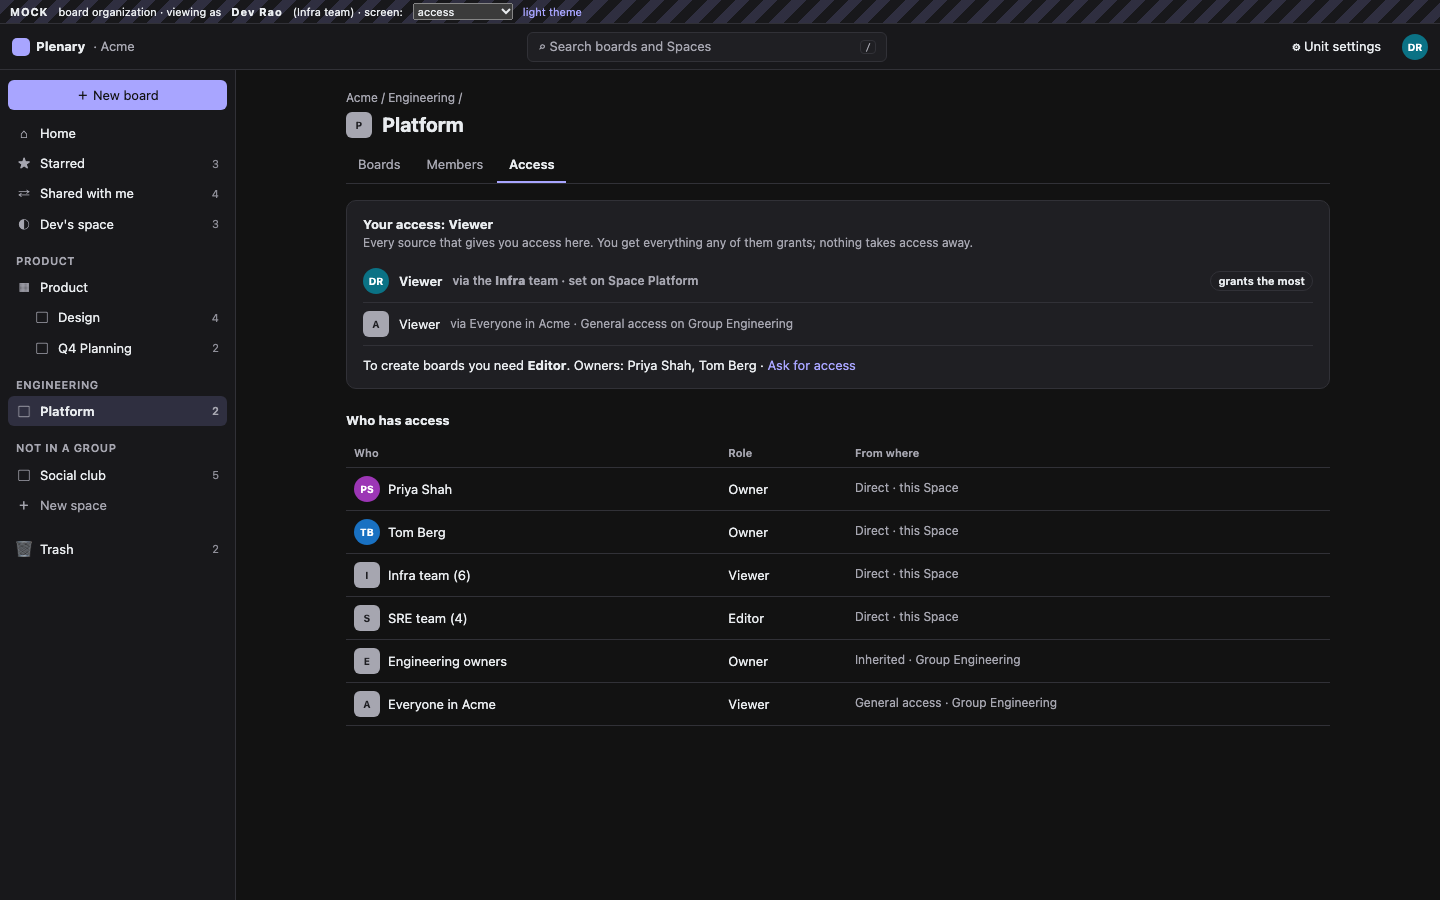 MOCK board organization · viewing as Dev Rao (Infra team) · screen: access light theme
Plenary · Acme
Search boards and Spaces /
Unit settings
DR
+ New board
Home
Starred 3
Shared with me 4
Dev's space 3
PRODUCT
Product
Design 4
Q4 Planning 2
ENGINEERING
Platform 2
NOT IN A GROUP
Social club 5
+ New space
Trash 2
Acme / Engineering /
P Platform
Boards Members Access
Your access: Viewer
Every source that gives you access here. You get everything any of them grants; nothing takes access away.
DR Viewer via the Infra team · set on Space Platform grants the most
A Viewer via Everyone in Acme · General access on Group Engineering
To create boards you need Editor. Owners: Priya Shah, Tom Berg · Ask for access
Who has access
Who Role From where
PS Priya Shah Owner Direct · this Space
TB Tom Berg Owner Direct · this Space
I Infra team (6) Viewer Direct · this Space
S SRE team (4) Editor Direct · this Space
E Engineering owners Owner Inherited · Group Engineering
A Everyone in Acme Viewer General access · Group Engineering